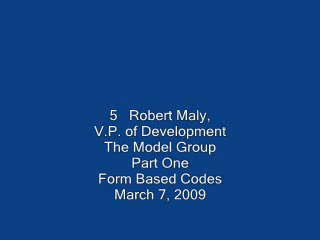 5 Robert Maly,
V.P. of Development
The Model Group
Part One
Form Based Codes
March 7, 2009